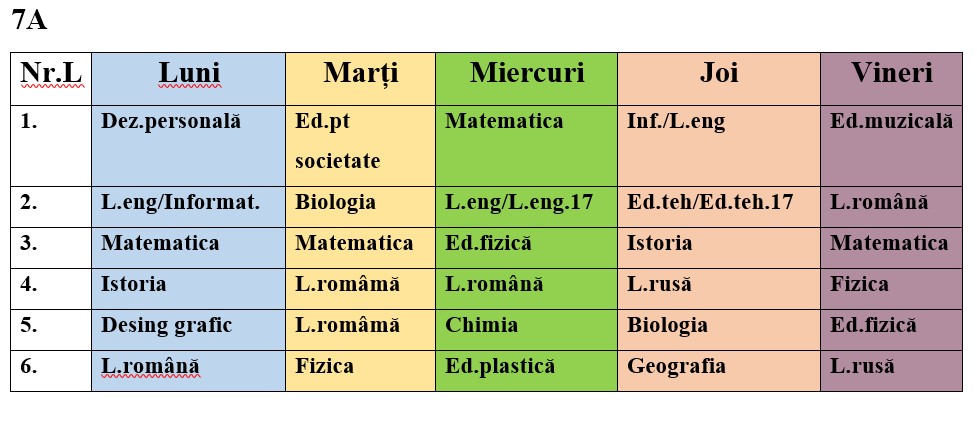 7A
Nr.L Luni Marți Miercuri Joi Vineri
1. Dez.personală Ed.pt societate Matematica Inf./L.eng Ed.muzicală
2. L.eng/Informat. Biologia L.eng/L.eng.17 Ed.teh/Ed.teh.17 L.română
3. Matematica Matematica Ed.fizică Istoria Matematica
4. Istoria L.româmă L.română L.rusă Fizica
5. Desing grafic L.româmă Chimia Biologia Ed.fizică
6. L.română Fizica Ed.plastică Geografia L.rusă